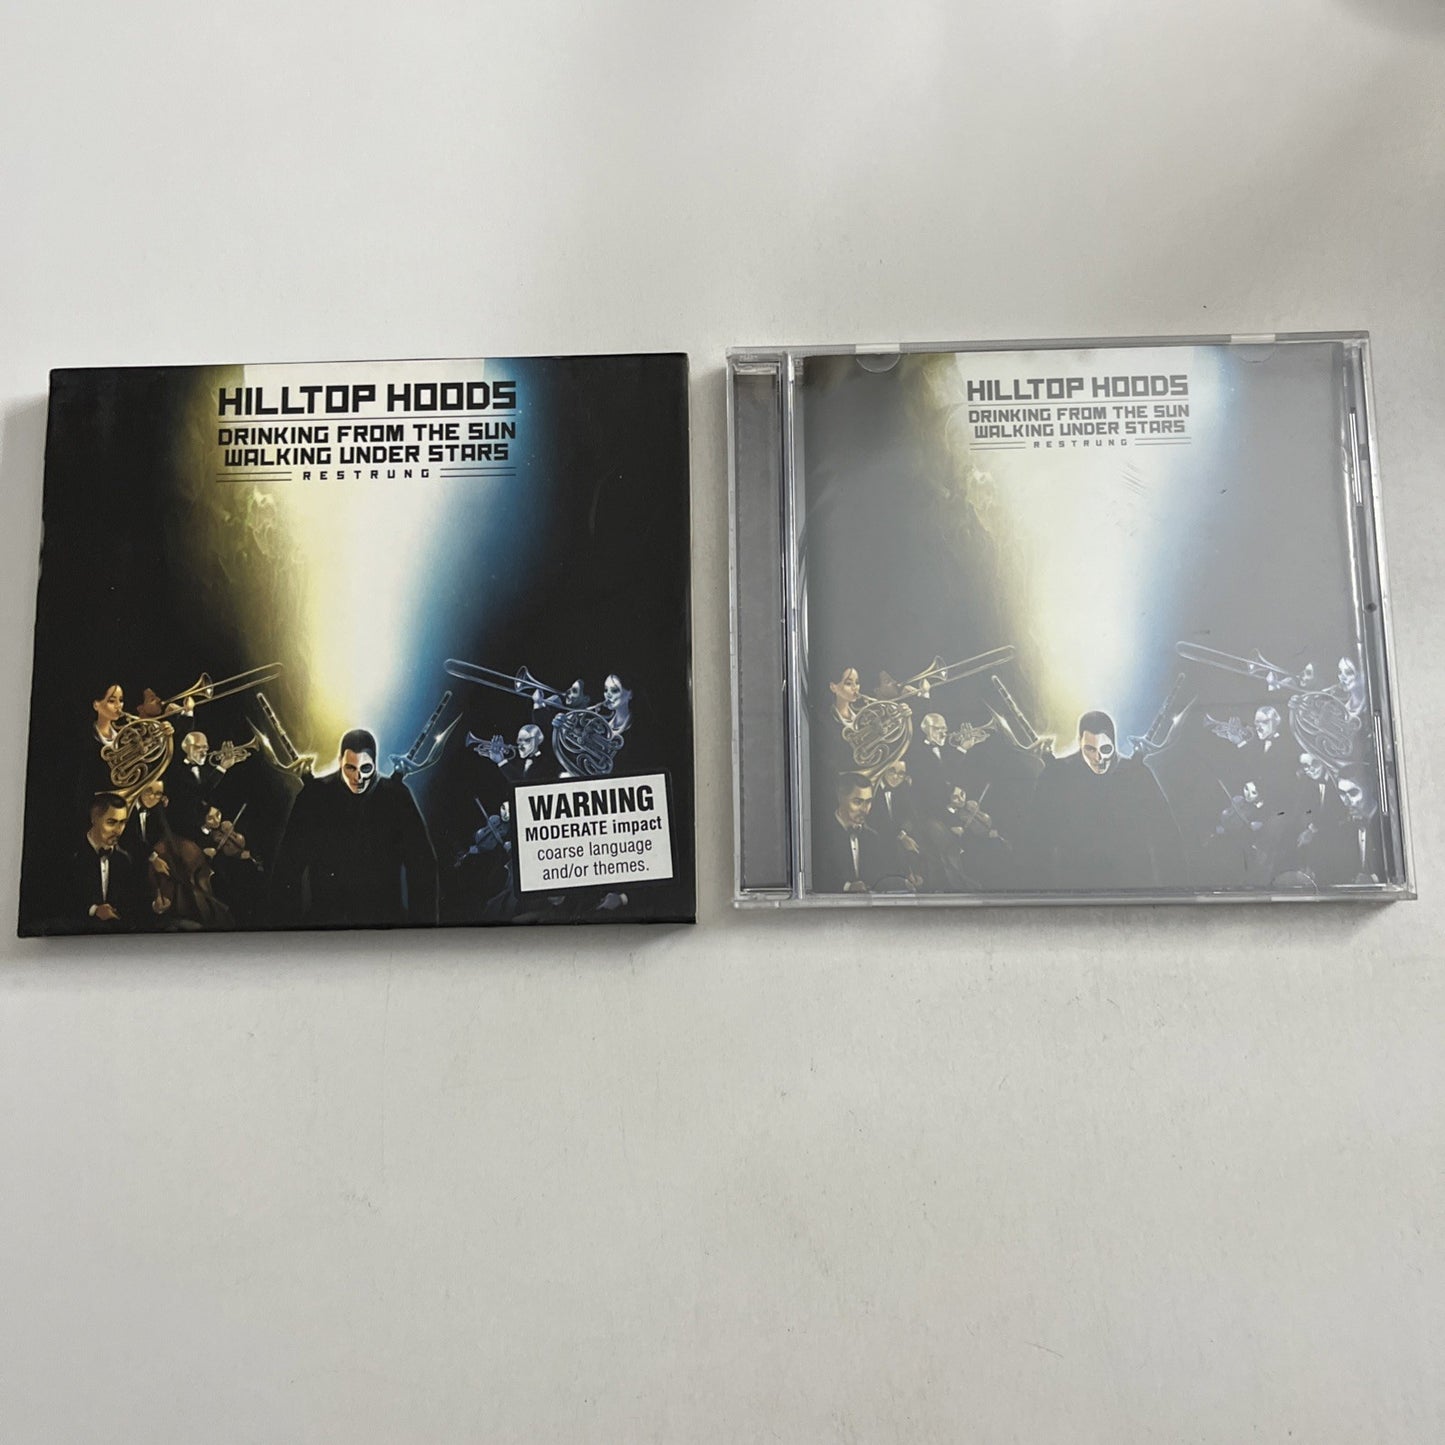 HILLTOP HOODS
DRINKING FROM THE SUN
WALKING UNDER STARS
RESTRUNG
WARNING
MODERATE impact
coarse language
and/or themes.
HILLTOP HOODS
DRINKING FROM THE SUN
WALKING UNDER STARS
RESTRUNG